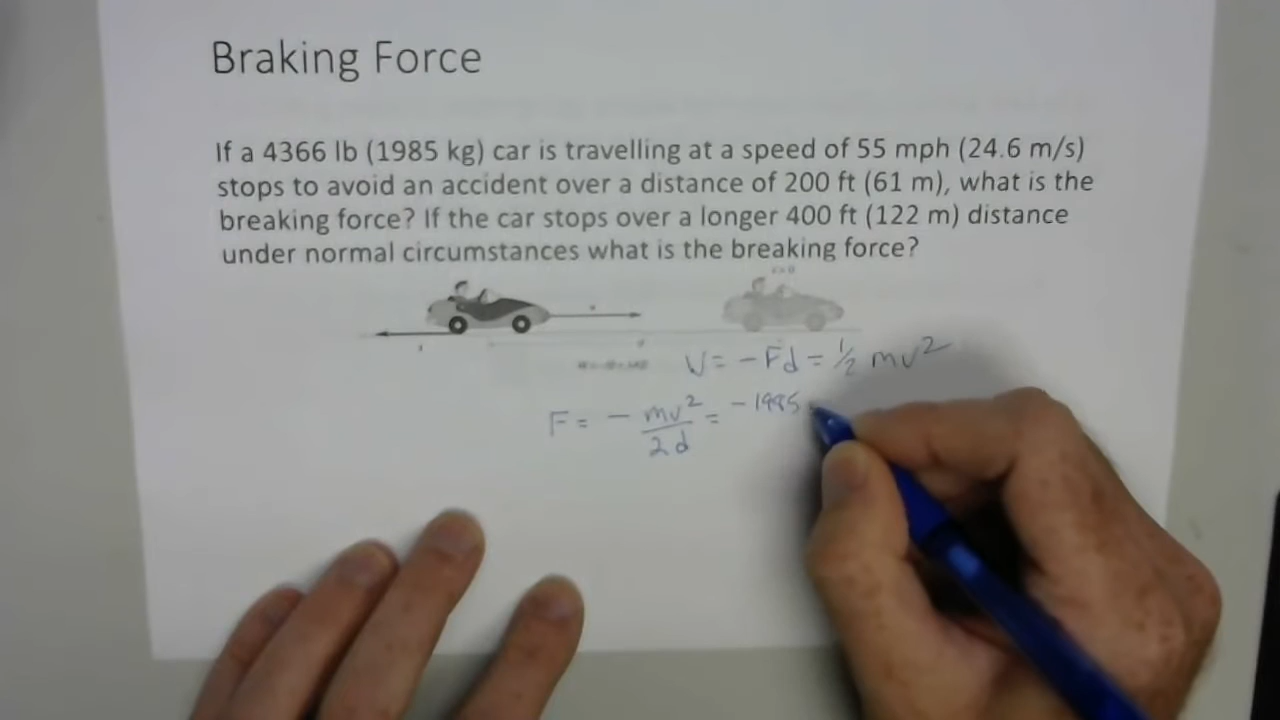 Braking Force
If a 4366 lb (1985 kg) car is travelling at a speed of 55 mph (24.6 m/s)
stops to avoid an accident over a distance of 200 ft (61 m), what is the
breaking force? If the car stops over a longer 400 ft (122 m) distance
under normal circumstances what is the breaking force?
U = -Fd = ½ mv²
F = - mv²/2d = -1985